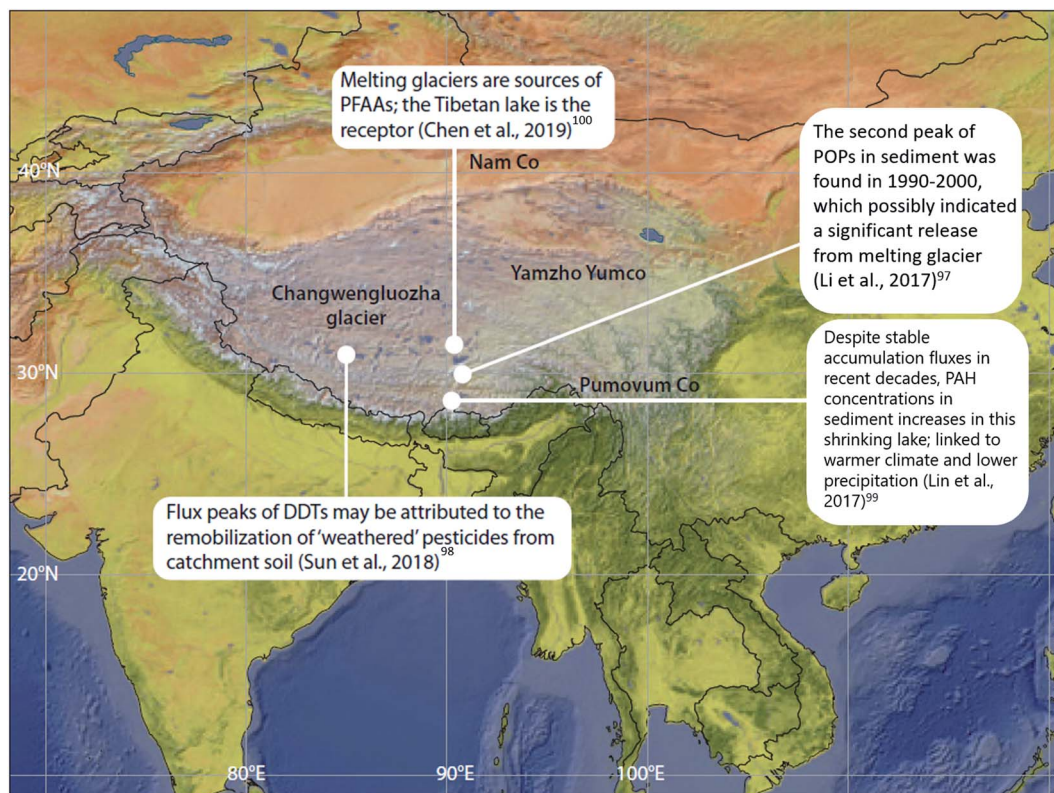 Melting glaciers are sources of
PFAAs; the Tibetan lake is the
receptor (Chen et al., 2019)100
Nam Co
40°N
The second peak of
POPs in sediment was
found in 1990-2000,
which possibly indicated
a significant release
from melting glacier
(Li et al., 2017)97
Yamzho Yumco
Changwengluozha
glacier
30°N
Pumovum Co
Despite stable
accumulation fluxes in
recent decades, PAH
concentrations in
sediment increases in this
shrinking lake; linked to
warmer climate and lower
precipitation (Lin et al.,
2017)99
Flux peaks of DDTs may be attributed to the
remobilization of ‘weathered’ pesticides from
catchment soil (Sun et al., 2018)98
20°N
80°E
90°E
100°E